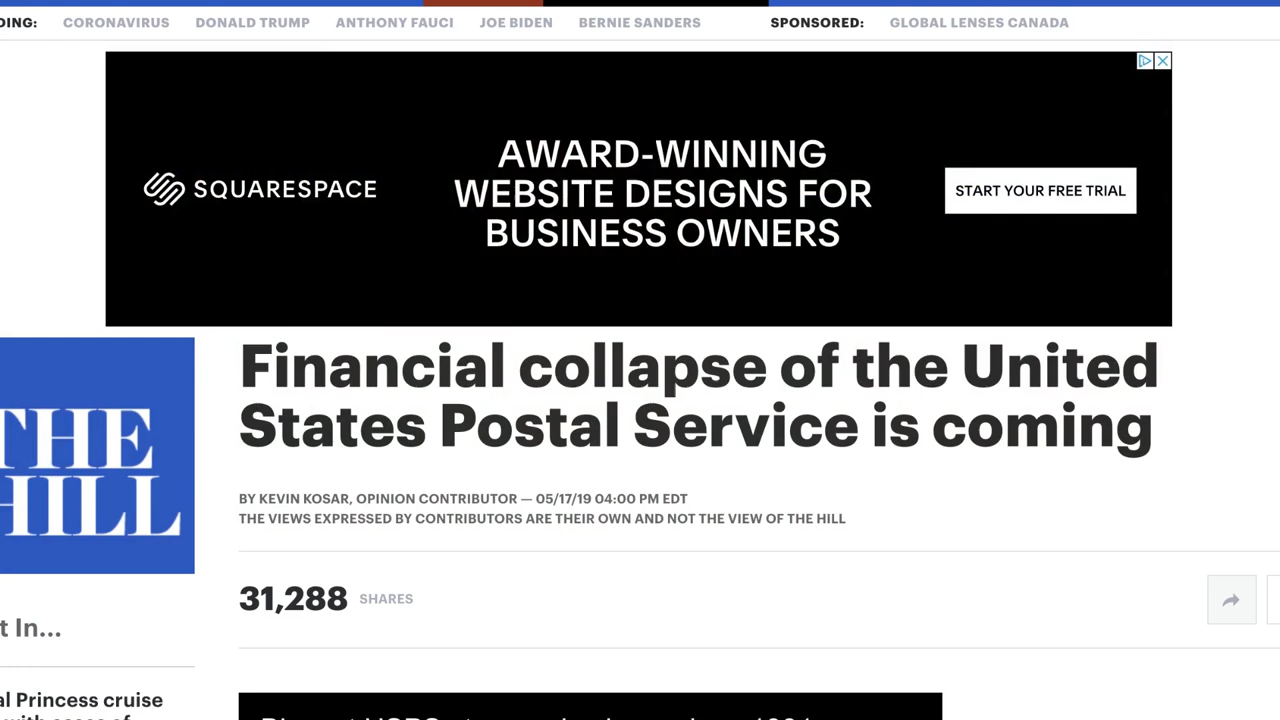 DING: CORONAVIRUS DONALD TRUMP ANTHONY FAUCI JOE BIDEN BERNIE SANDERS SPONSORED: GLOBAL LENSES CANADA
SQUARESPACE
AWARD-WINNING
WEBSITE DESIGNS FOR
BUSINESS OWNERS
START YOUR FREE TRIAL
THE
HILL
Financial collapse of the United
States Postal Service is coming
BY KEVIN KOSAR, OPINION CONTRIBUTOR — 05/17/19 04:00 PM EDT
THE VIEWS EXPRESSED BY CONTRIBUTORS ARE THEIR OWN AND NOT THE VIEW OF THE HILL
31,288 SHARES
t In...
al Princess cruise